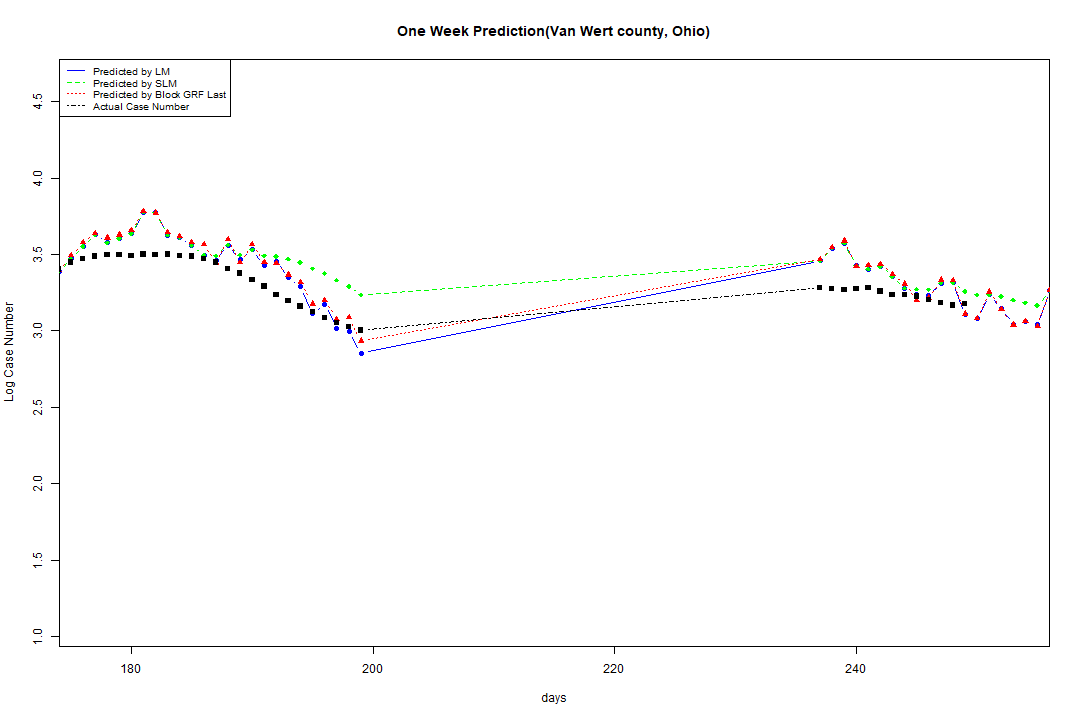 One Week Prediction(Van Wert county, Ohio)
Predicted by LM
Predicted by SLM
Predicted by Block GRF Last
Actual Case Number
4.5
4.0
3.5
3.0
2.5
2.0
1.5
1.0
Log Case Number
180 200 220 240
days